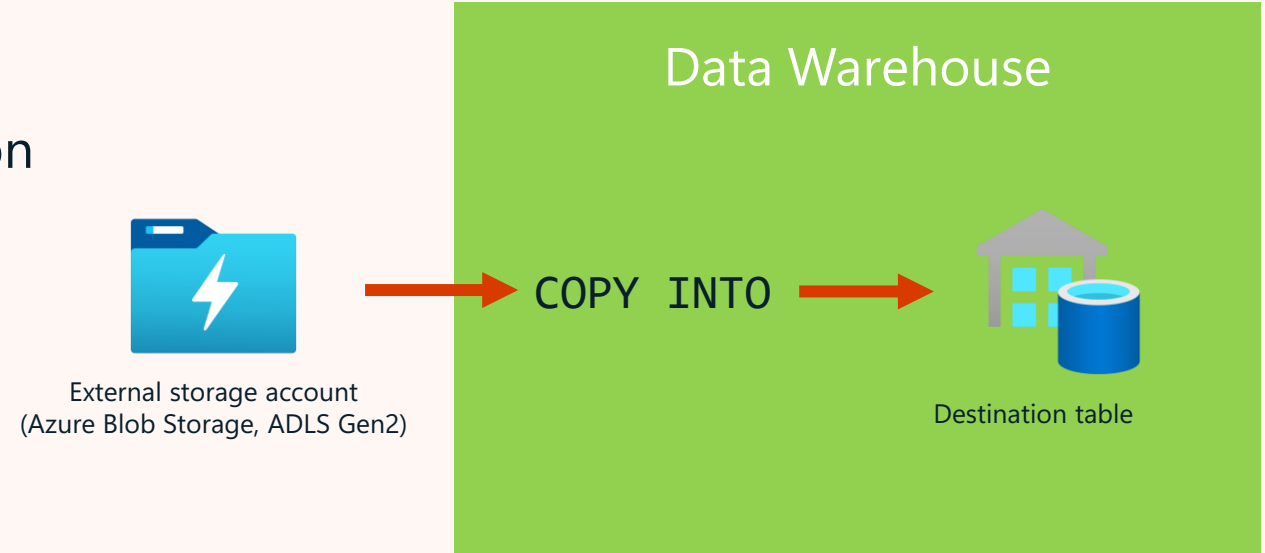 Data Warehouse
on
COPY INTO
External storage account
(Azure Blob Storage, ADLS Gen2)
Destination table